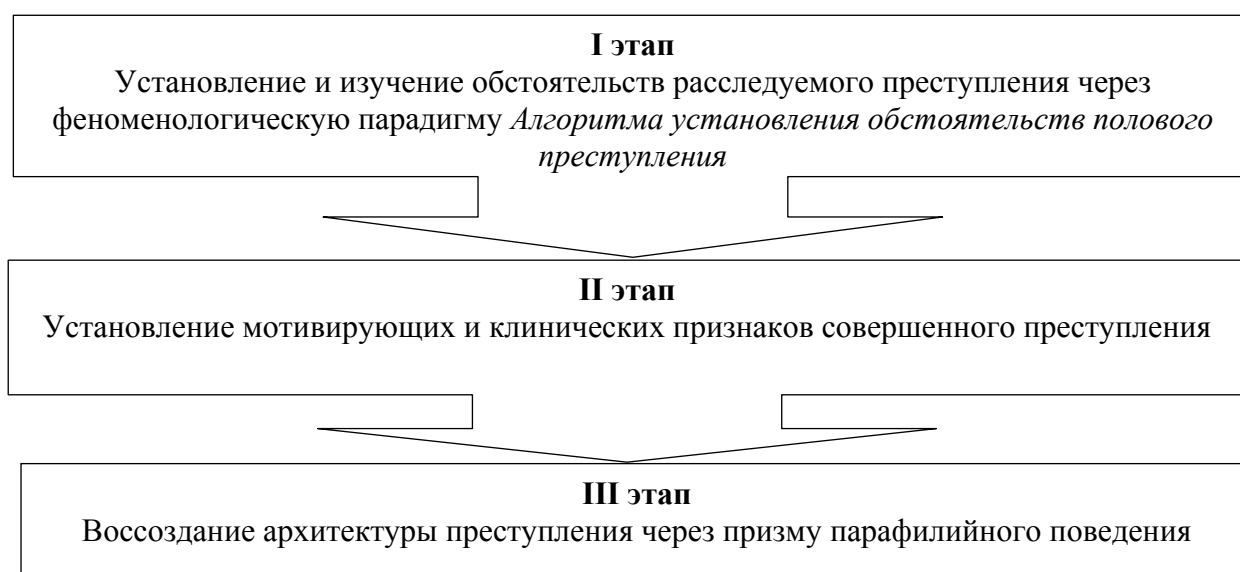 I этап
Установление и изучение обстоятельств расследуемого преступления через
феноменологическую парадигму Алгоритма установления обстоятельств полового
преступления
II этап
Установление мотивирующих и клинических признаков совершенного преступления
III этап
Воссоздание архитектуры преступления через призму парафилийного поведения